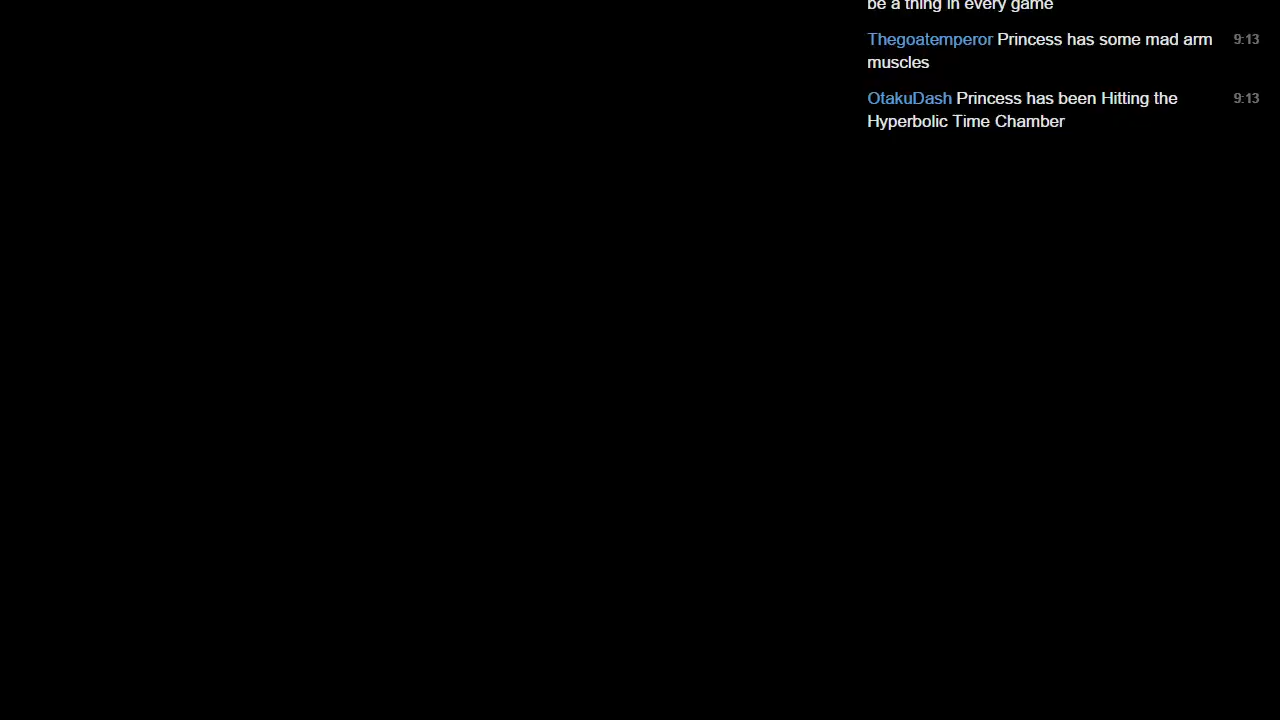 be a thing in every game
Thegoatemperor Princess has some mad arm 9:13
muscles
OtakuDash Princess has been Hitting the 9:13
Hyperbolic Time Chamber